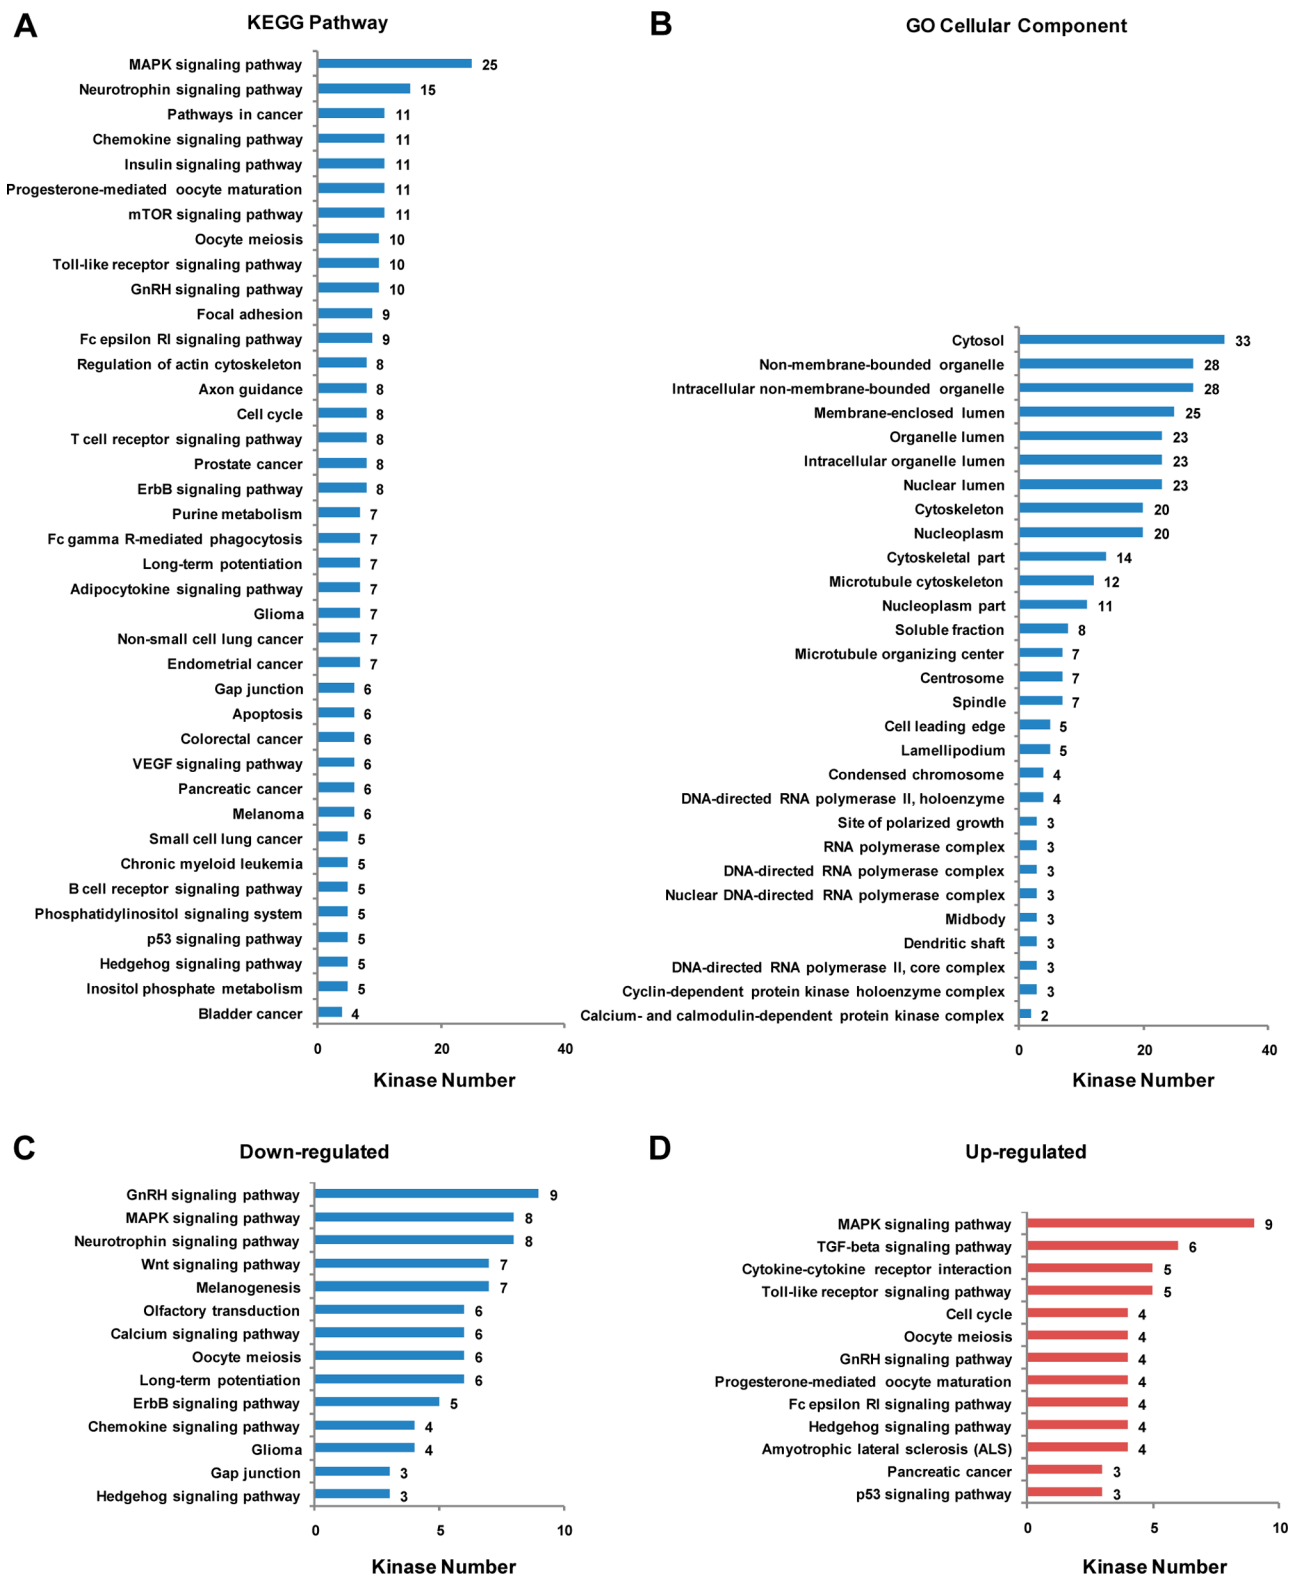 A
KEGG Pathway
MAPK signaling pathway 25
Neurotrophin signaling pathway 15
Pathways in cancer 11
Chemokine signaling pathway 11
Insulin signaling pathway 11
Progesterone-mediated oocyte maturation 11
mTOR signaling pathway 11
Oocyte meiosis 10
Toll-like receptor signaling pathway 10
GnRH signaling pathway 10
Focal adhesion 9
Fc epsilon RI signaling pathway 9
Regulation of actin cytoskeleton 8
Axon guidance 8
Cell cycle 8
T cell receptor signaling pathway 8
Prostate cancer 8
ErbB signaling pathway 8
Purine metabolism 7
Fc gamma R-mediated phagocytosis 7
Long-term potentiation 7
Adipocytokine signaling pathway 7
Glioma 7
Non-small cell lung cancer 7
Endometrial cancer 7
Gap junction 6
Apoptosis 6
Colorectal cancer 6
VEGF signaling pathway 6
Pancreatic cancer 6
Melanoma 6
Small cell lung cancer 5
Chronic myeloid leukemia 5
B cell receptor signaling pathway 5
Phosphatidylinositol signaling system 5
p53 signaling pathway 5
Hedgehog signaling pathway 5
Inositol phosphate metabolism 5
Bladder cancer 4
0 20 40
Kinase Number
B
GO Cellular Component
Cytosol 33
Non-membrane-bounded organelle 28
Intracellular non-membrane-bounded organelle 28
Membrane-enclosed lumen 25
Organelle lumen 23
Intracellular organelle lumen 23
Nuclear lumen 23
Cytoskeleton 20
Nucleoplasm 20
Cytoskeletal part 14
Microtubule cytoskeleton 12
Nucleoplasm part 11
Soluble fraction 8
Microtubule organizing center 7
Centrosome 7
Spindle 7
Cell leading edge 5
Lamellipodium 5
Condensed chromosome 4
DNA-directed RNA polymerase II, holoenzyme 4
Site of polarized growth 3
RNA polymerase complex 3
DNA-directed RNA polymerase complex 3
Nuclear DNA-directed RNA polymerase complex 3
Midbody 3
Dendritic shaft 3
DNA-directed RNA polymerase II, core complex 3
Cyclin-dependent protein kinase holoenzyme complex 3
Calcium- and calmodulin-dependent protein kinase complex 2
0 20 40
Kinase Number
C
Down-regulated
GnRH signaling pathway 9
MAPK signaling pathway 8
Neurotrophin signaling pathway 8
Wnt signaling pathway 7
Melanogenesis 7
Olfactory transduction 6
Calcium signaling pathway 6
Oocyte meiosis 6
Long-term potentiation 6
ErbB signaling pathway 5
Chemokine signaling pathway 4
Glioma 4
Gap junction 3
Hedgehog signaling pathway 3
0 5 10
Kinase Number
D
Up-regulated
MAPK signaling pathway 9
TGF-beta signaling pathway 6
Cytokine-cytokine receptor interaction 5
Toll-like receptor signaling pathway 5
Cell cycle 4
Oocyte meiosis 4
GnRH signaling pathway 4
Progesterone-mediated oocyte maturation 4
Fc epsilon RI signaling pathway 4
Hedgehog signaling pathway 4
Amyotrophic lateral sclerosis (ALS) 4
Pancreatic cancer 3
p53 signaling pathway 3
0 5 10
Kinase Number